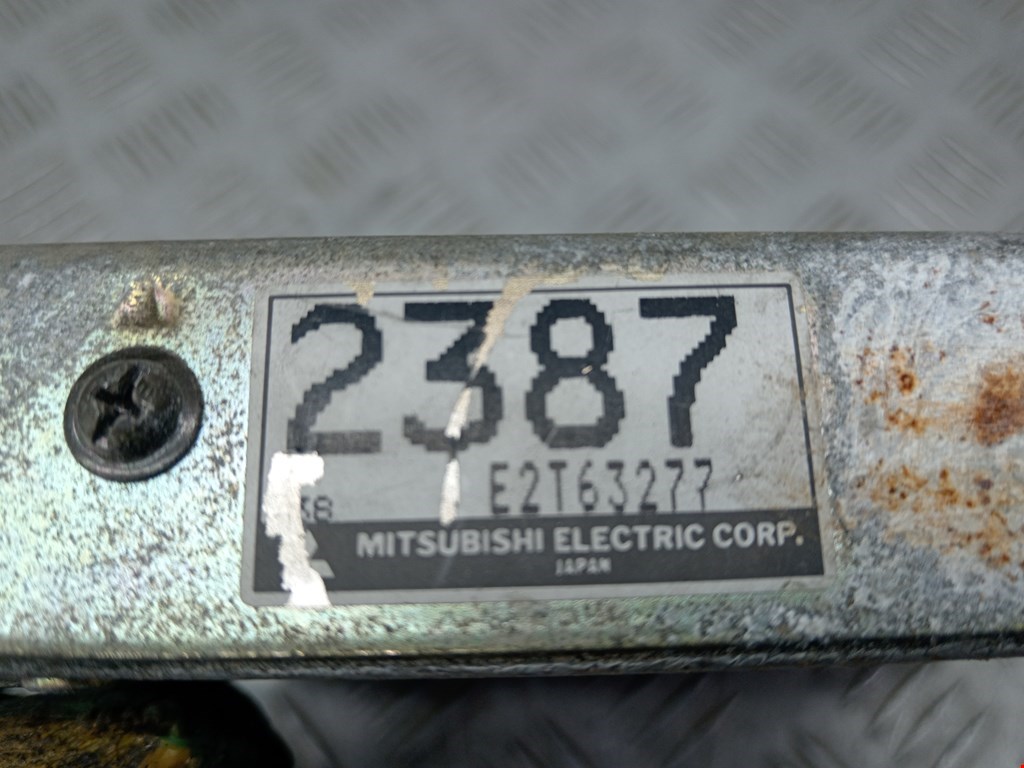 2387
E2T63277
MITSUBISHI ELECTRIC CORP.
JAPAN